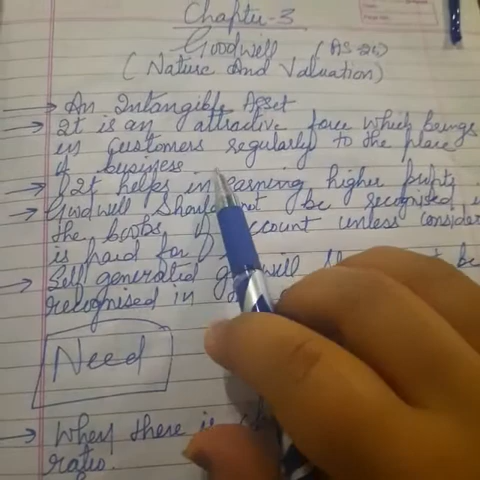 Chapter-3
Goodwill (AS-26)
(Nature And Valuation)
→ An Intangible Asset
→ It is an attractive force which brings
in customers regularly to the place
of business.
→ It helps in earning higher profits
→ Goodwill should not be recognised
the books of account unless consider
is paid for
→ Self generated goodwill be
recognised in
Need
→ When there is
ratio.